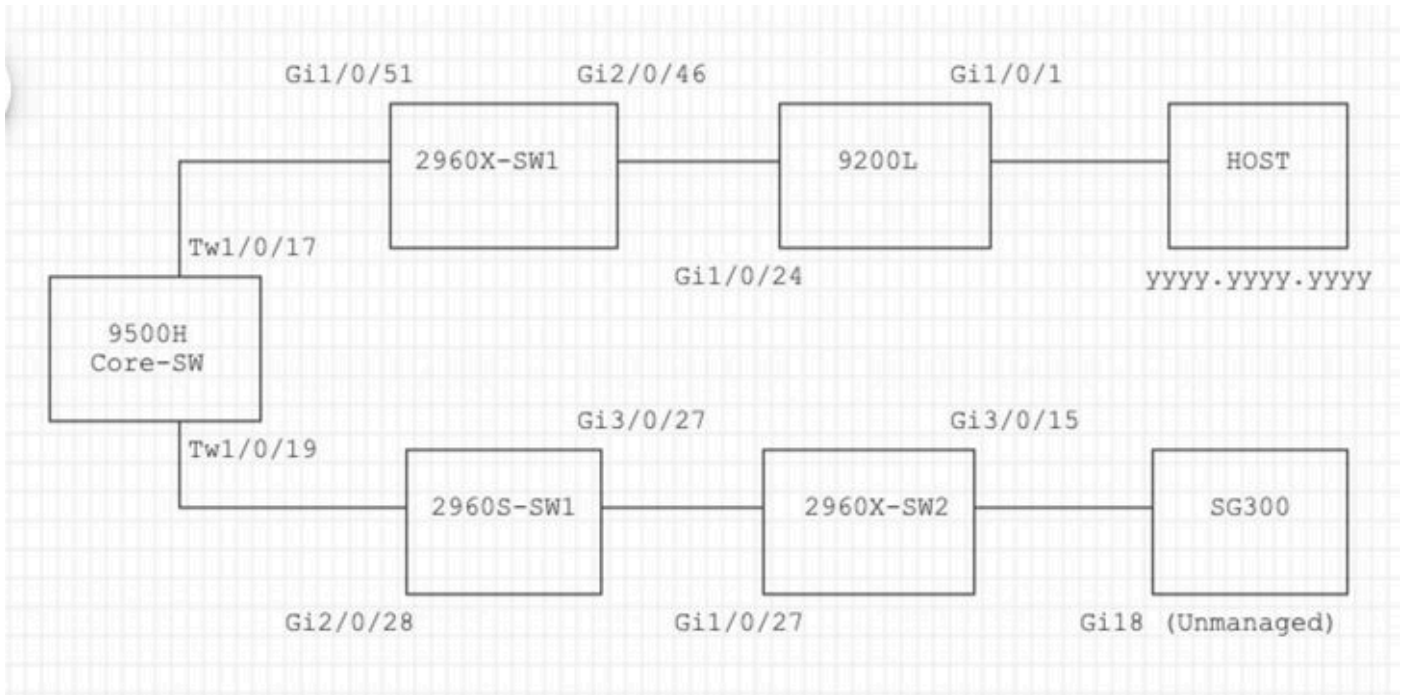 Gi1/0/51
Gi2/0/46
Gi1/0/1
2960X-SW1
9200L
HOST
Tw1/0/17
Gi1/0/24
yyyy.yyyy.yyyy
9500H
Core-SW
Gi3/0/27
Gi3/0/15
Tw1/0/19
2960S-SW1
2960X-SW2
SG300
Gi2/0/28
Gi1/0/27
Gi18 (Unmanaged)